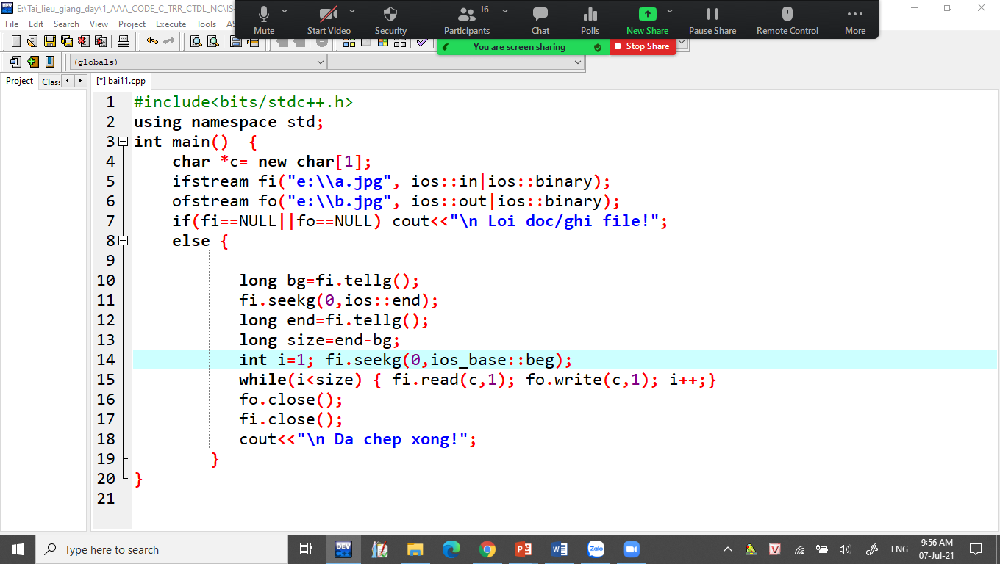 E:\Tai_lieu_giang_day\1_AAA_CODE_C_TRR_CTDL_NC\IS
File Edit Search View Project Execute Tools AS
Mute Start Video Security Participants 16 Chat Polls New Share Pause Share Remote Control More
You are screen sharing Stop Share
(globals)
Project Clas [*] bai11.cpp
1 #include<bits/stdc++.h>
2 using namespace std;
3 int main()  {
4 char *c= new char[1];
5 ifstream fi("e:\\a.jpg", ios::in|ios::binary);
6 ofstream fo("e:\\b.jpg", ios::out|ios::binary);
7 if(fi==NULL||fo==NULL) cout<<"\n Loi doc/ghi file!";
8 else {
9
10 long bg=fi.tellg();
11 fi.seekg(0,ios::end);
12 long end=fi.tellg();
13 long size=end-bg;
14 int i=1; fi.seekg(0,ios_base::beg);
15 while(i<size) { fi.read(c,1); fo.write(c,1); i++;}
16 fo.close();
17 fi.close();
18 cout<<"\n Da chep xong!";
19 }
20 }
21
Type here to search
DEV
Zalo
ENG
9:56 AM
07-Jul-21